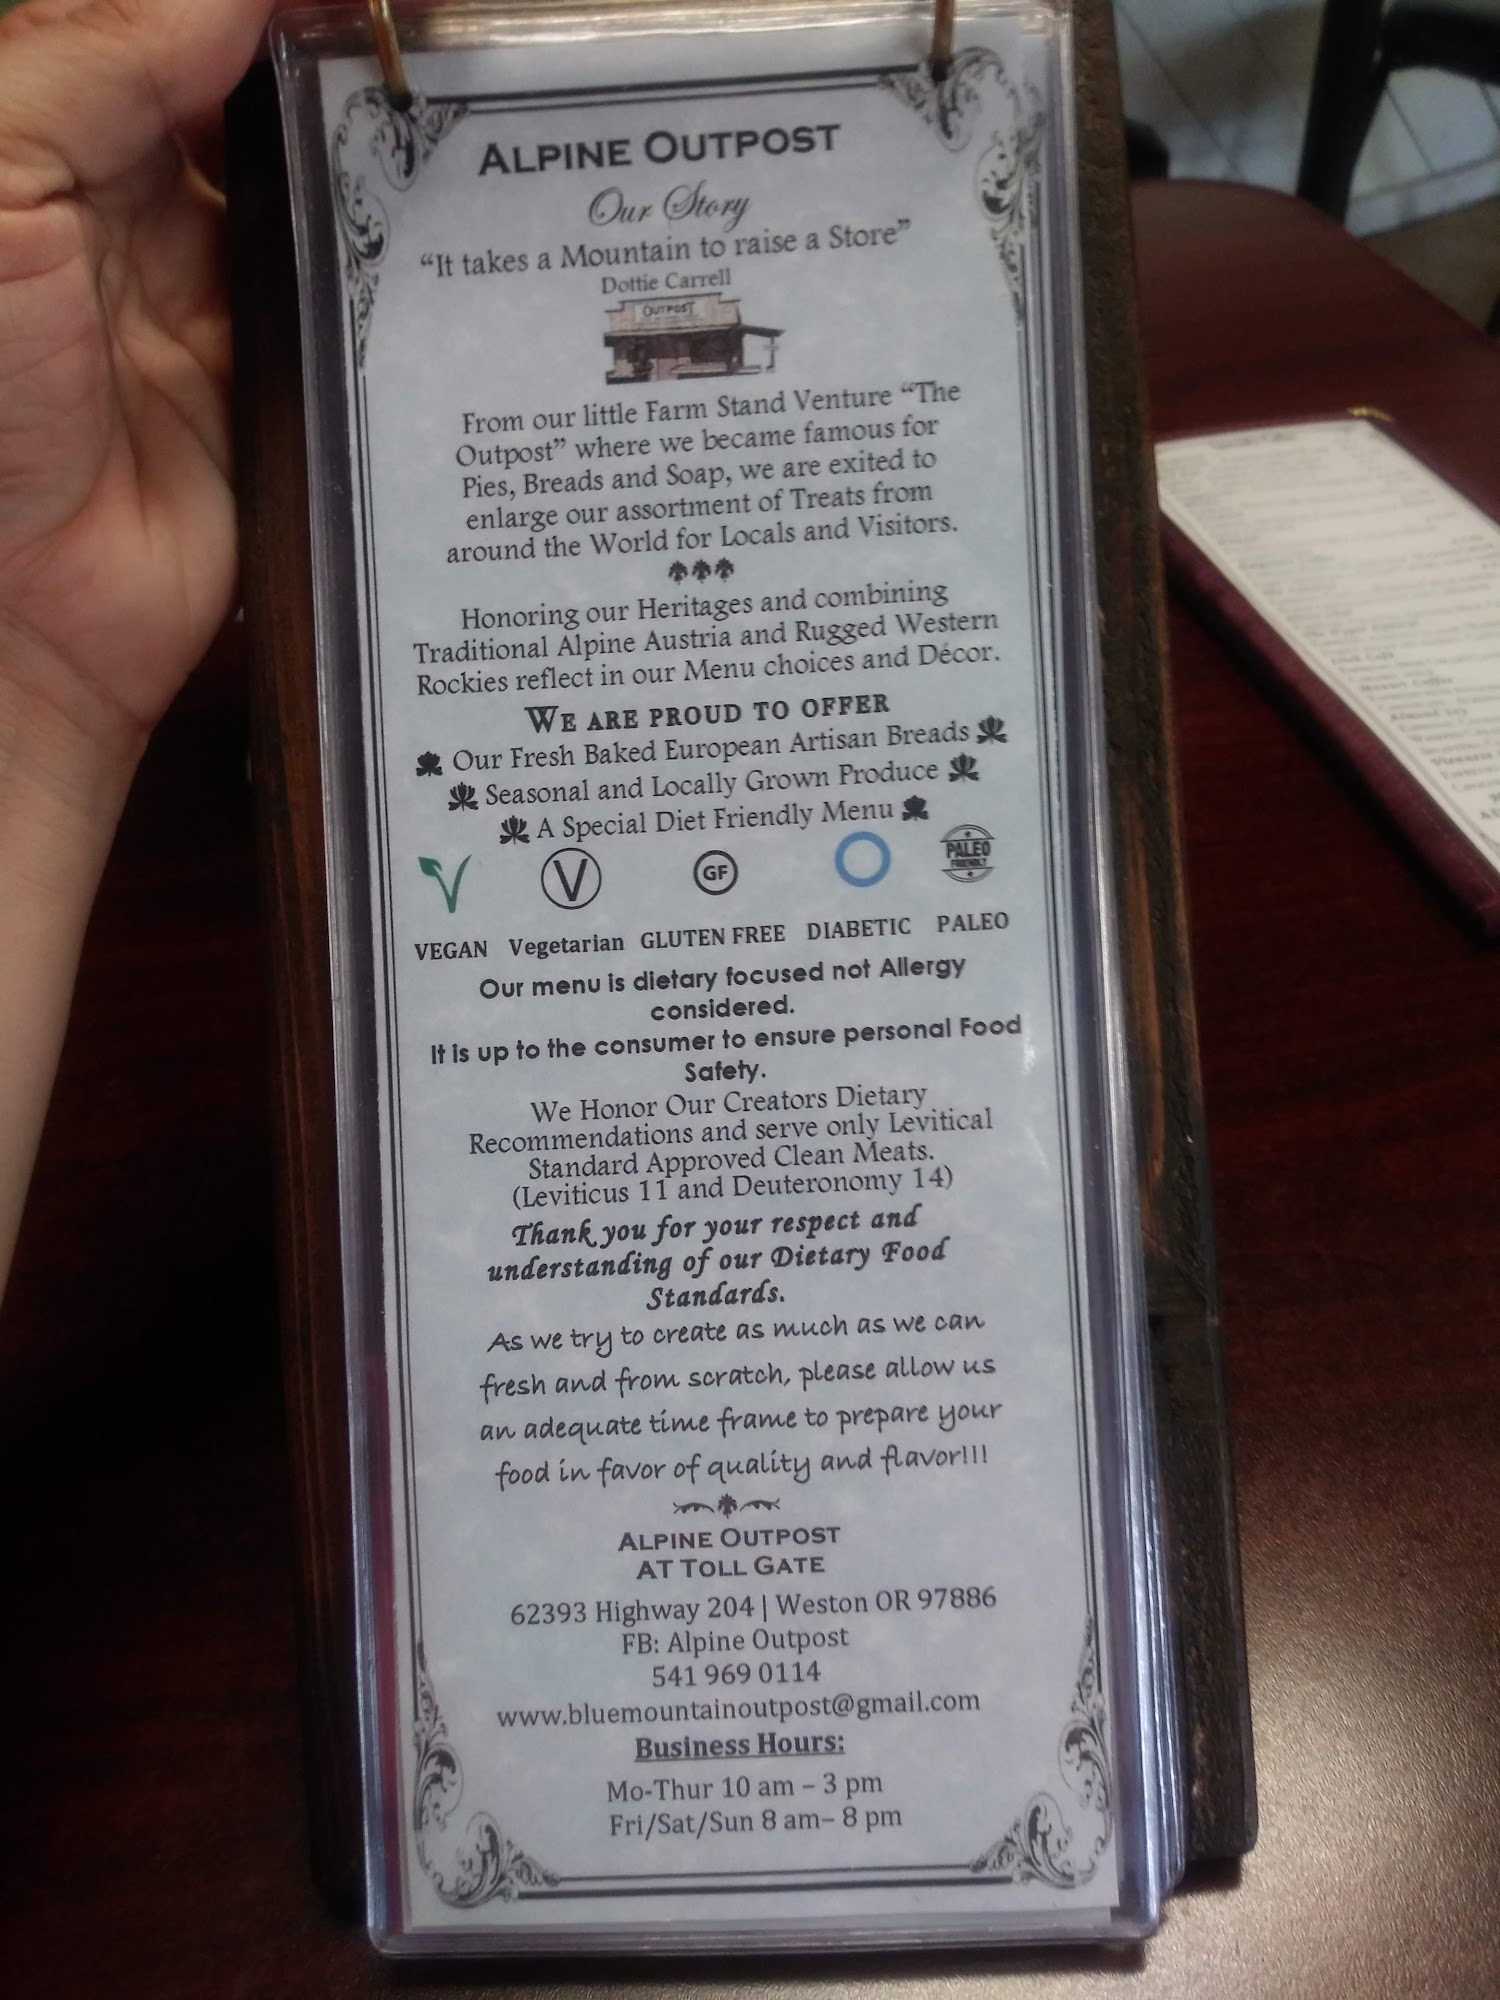 ALPINE OUTPOST
Our Story
“It takes a Mountain to raise a Store”
Dottie Carrell
OUTPOST
From our little Farm Stand Venture “The
Outpost” where we became famous for
Pies, Breads and Soap, we are exited to
enlarge our assortment of Treats from
around the World for Locals and Visitors.
Honoring our Heritages and combining
Traditional Alpine Austria and Rugged Western
Rockies reflect in our Menu choices and Décor.
WE ARE PROUD TO OFFER
Our Fresh Baked European Artisan Breads
Seasonal and Locally Grown Produce
A Special Diet Friendly Menu
V V GF PALEO FRIENDLY
VEGAN Vegetarian GLUTEN FREE DIABETIC PALEO
Our menu is dietary focused not Allergy
considered.
It is up to the consumer to ensure personal Food
Safety.
We Honor Our Creators Dietary
Recommendations and serve only Levitical
Standard Approved Clean Meats.
(Leviticus 11 and Deuteronomy 14)
Thank you for your respect and
understanding of our Dietary Food
Standards.
As we try to create as much as we can
fresh and from scratch, please allow us
an adequate time frame to prepare your
food in favor of quality and flavor!!!
ALPINE OUTPOST
AT TOLL GATE
62393 Highway 204 | Weston OR 97886
FB: Alpine Outpost
541 969 0114
www.bluemountainoutpost@gmail.com
Business Hours:
Mo-Thur 10 am – 3 pm
Fri/Sat/Sun 8 am– 8 pm